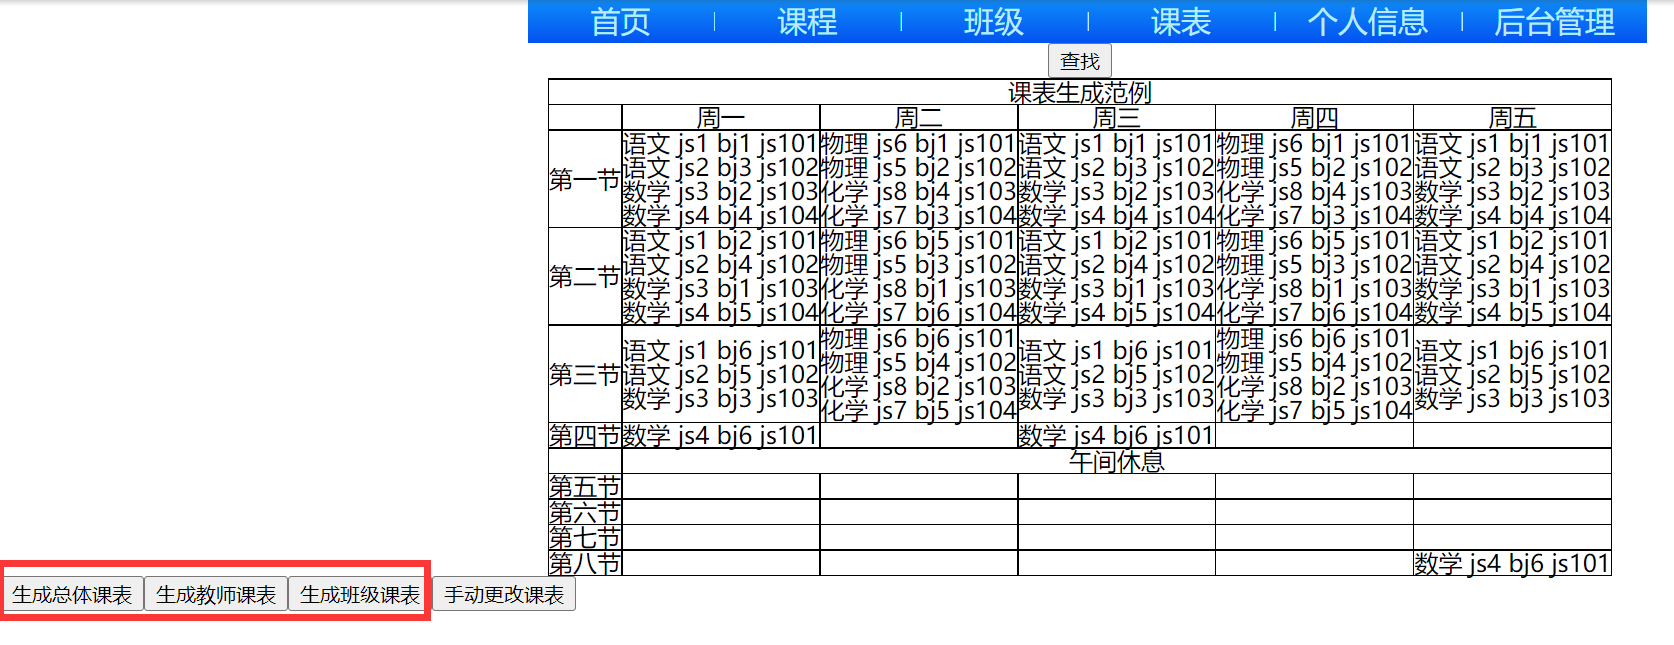 首页 课程 班级 课表 个人信息 后台管理
查找
课表生成范例
周一 周二 周三 周四 周五
第一节
语文 js1 bj1 js101
语文 js2 bj3 js102
数学 js3 bj2 js103
数学 js4 bj4 js104
物理 js6 bj1 js101
物理 js5 bj2 js102
化学 js8 bj4 js103
化学 js7 bj3 js104
语文 js1 bj1 js101
语文 js2 bj3 js102
数学 js3 bj2 js103
数学 js4 bj4 js104
物理 js6 bj1 js101
物理 js5 bj2 js102
化学 js8 bj4 js103
化学 js7 bj3 js104
语文 js1 bj1 js101
语文 js2 bj3 js102
数学 js3 bj2 js103
数学 js4 bj4 js104
第二节
语文 js1 bj2 js101
语文 js2 bj4 js102
数学 js3 bj1 js103
数学 js4 bj5 js104
物理 js6 bj5 js101
物理 js5 bj3 js102
化学 js8 bj1 js103
化学 js7 bj6 js104
语文 js1 bj2 js101
语文 js2 bj4 js102
数学 js3 bj1 js103
数学 js4 bj5 js104
物理 js6 bj5 js101
物理 js5 bj3 js102
化学 js8 bj1 js103
化学 js7 bj6 js104
语文 js1 bj2 js101
语文 js2 bj4 js102
数学 js3 bj1 js103
数学 js4 bj5 js104
第三节
语文 js1 bj6 js101
语文 js2 bj5 js102
数学 js3 bj3 js103
物理 js6 bj6 js101
物理 js5 bj4 js102
化学 js8 bj2 js103
化学 js7 bj5 js104
语文 js1 bj6 js101
语文 js2 bj5 js102
数学 js3 bj3 js103
物理 js6 bj6 js101
物理 js5 bj4 js102
化学 js8 bj2 js103
化学 js7 bj5 js104
语文 js1 bj6 js101
语文 js2 bj5 js102
数学 js3 bj3 js103
第四节 数学 js4 bj6 js101 数学 js4 bj6 js101
午间休息
第五节
第六节
第七节
第八节 数学 js4 bj6 js101
生成总体课表 生成教师课表 生成班级课表 手动更改课表